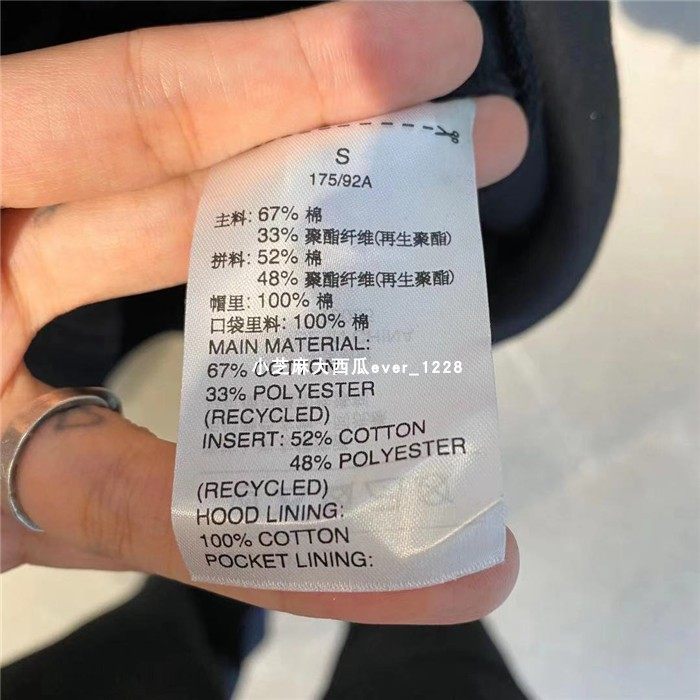 S
175/92A
主料: 67% 棉
33% 聚酯纤维(再生聚酯)
拼料: 52% 棉
48% 聚酯纤维(再生聚酯)
帽里: 100% 棉
口袋里料: 100% 棉
MAIN MATERIAL:
小芝麻大西瓜ever_1228
67% COTTON
33% POLYESTER
(RECYCLED)
INSERT: 52% COTTON
48% POLYESTER
(RECYCLED)
HOOD LINING:
100% COTTON
POCKET LINING: